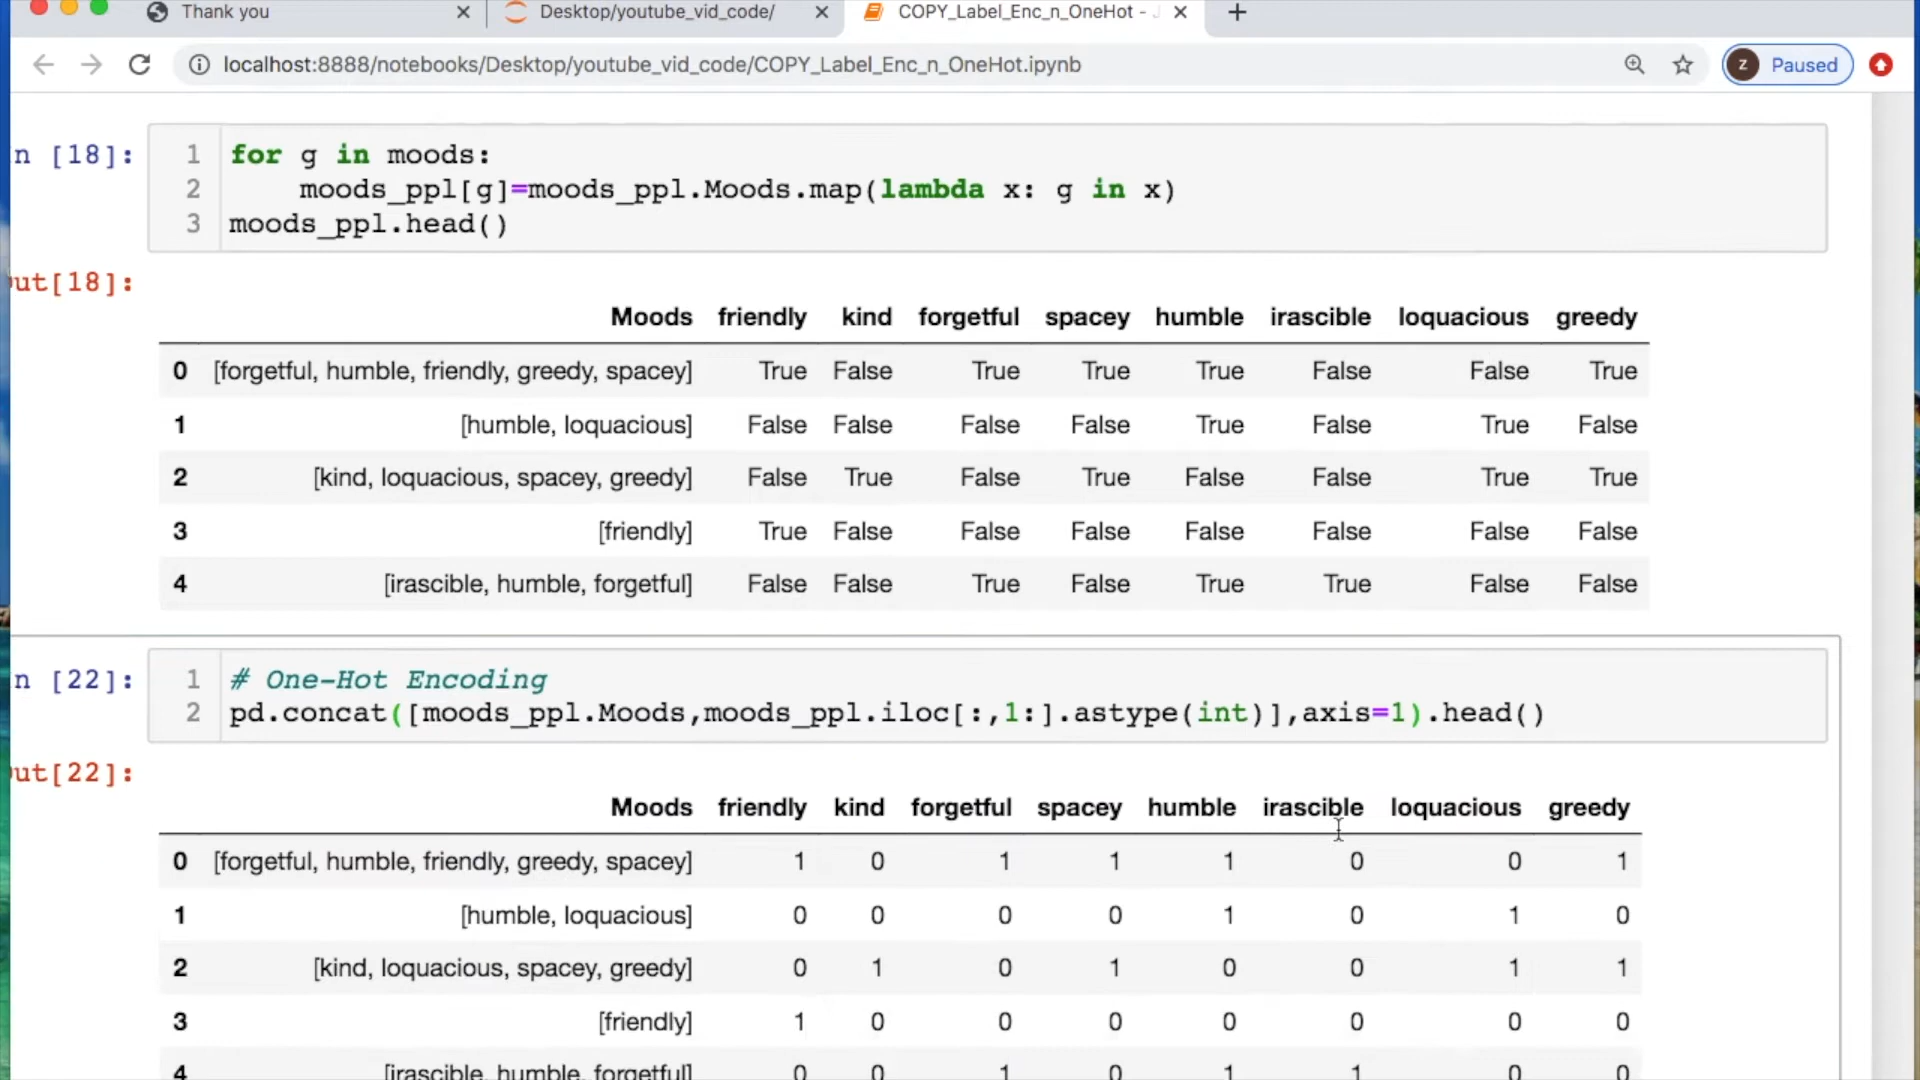 Thank you
Desktop/youtube_vid_code/
COPY_Label_Enc_n_OneHot -
localhost:8888/notebooks/Desktop/youtube_vid_code/COPY_Label_Enc_n_OneHot.ipynb
z Paused
n [18]:
1 for g in moods:
2 moods_ppl[g]=moods_ppl.Moods.map(lambda x: g in x)
3 moods_ppl.head()
ut[18]:
Moods friendly kind forgetful spacey humble irascible loquacious greedy
0 [forgetful, humble, friendly, greedy, spacey] True False True True True False False True
1 [humble, loquacious] False False False False True False True False
2 [kind, loquacious, spacey, greedy] False True False True False False True True
3 [friendly] True False False False False False False False
4 [irascible, humble, forgetful] False False True False True True False False
n [22]:
1 # One-Hot Encoding
2 pd.concat([moods_ppl.Moods,moods_ppl.iloc[:,1:].astype(int)],axis=1).head()
ut[22]:
Moods friendly kind forgetful spacey humble irascible loquacious greedy
0 [forgetful, humble, friendly, greedy, spacey] 1 0 1 1 1 0 0 1
1 [humble, loquacious] 0 0 0 0 1 0 1 0
2 [kind, loquacious, spacey, greedy] 0 1 0 1 0 0 1 1
3 [friendly] 1 0 0 0 0 0 0 0
4 [irascible, humble, forgetful] 0 0 1 0 1 1 0 0